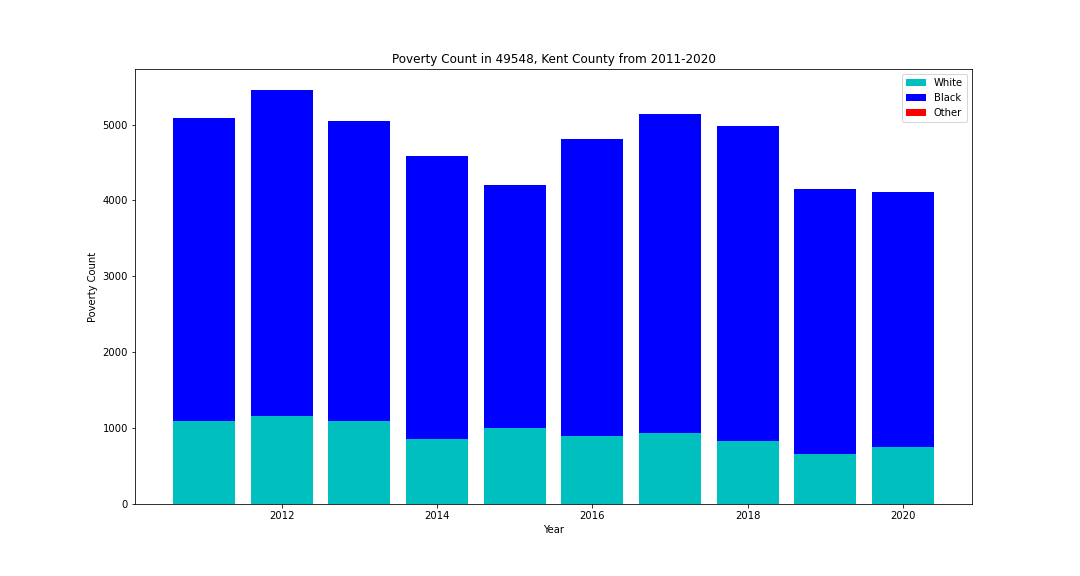 Poverty Count in 49548, Kent County from 2011-2020
White
Black
Other
5000
4000
3000
2000
1000
0
Poverty Count
2012 2014 2016 2018 2020
Year